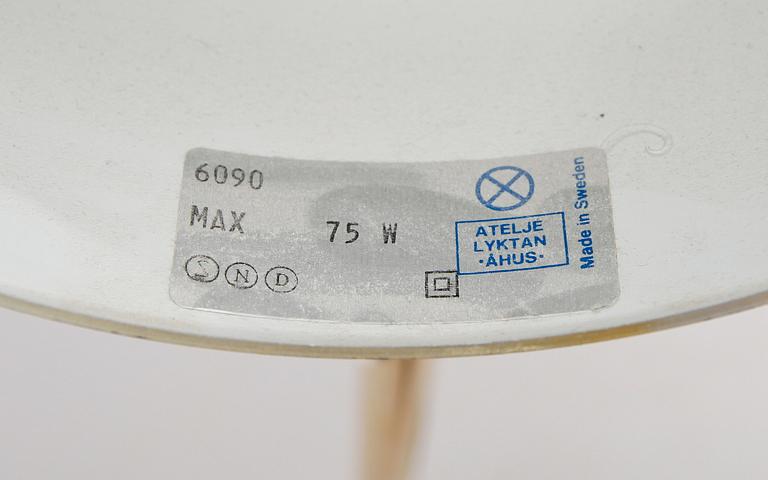 6090
MAX 75 W
S N D
ATELJE
LYKTAN
·ÅHUS·
Made in Sweden